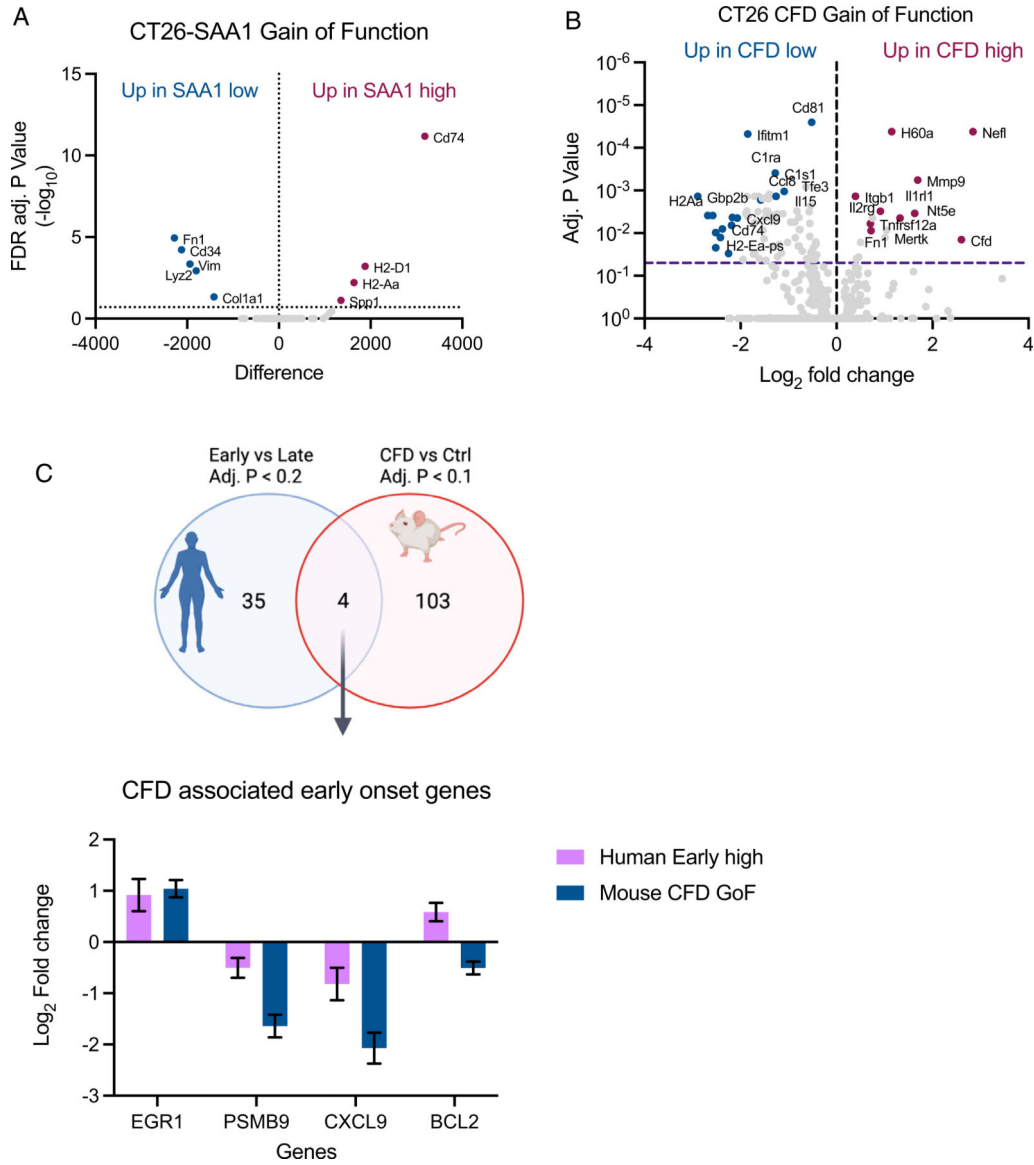 A
CT26-SAA1 Gain of Function
Up in SAA1 low
Up in SAA1 high
FDR adj. P Value
(-log10)
15
10
5
0
-4000
-2000
0
2000
4000
Difference
Cd74
Fn1
Cd34
Vim
Lyz2
Col1a1
H2-D1
H2-Aa
Spp1
B
CT26 CFD Gain of Function
Up in CFD low
Up in CFD high
Adj. P Value
10-6
10-5
10-4
10-3
10-2
10-1
100
-4
-2
0
2
4
Log2 fold change
Cd81
Ifitm1
H60a
Nefl
C1ra
C1s1
Ccl8
Tfe3
Mmp9
H2Aa
Gbp2b
Il15
Itgb1
Il1rl1
Il2rg
Nt5e
Cxcl9
Tnfrsf12a
Cd74
Fn1
Mertk
Cfd
H2-Ea-ps
C
Early vs Late
Adj. P < 0.2
CFD vs Ctrl
Adj. P < 0.1
35
4
103
CFD associated early onset genes
Log2 Fold change
2
1
0
-1
-2
-3
EGR1
PSMB9
CXCL9
BCL2
Genes
Human Early high
Mouse CFD GoF